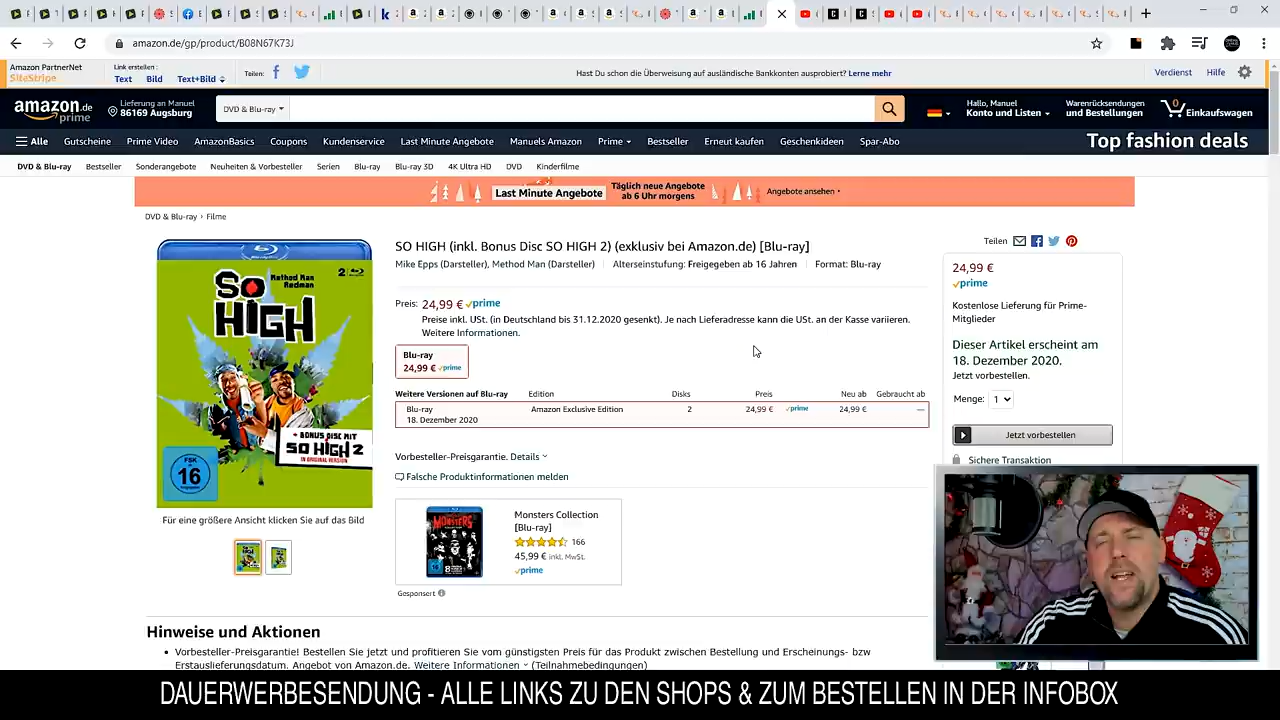 amazon.de/gp/product/B08N67K73J
Amazon PartnerNet
SiteStripe
Link erstellen:
Text Bild Text+Bild
Teilen:
Hast Du schon die Überweisung auf ausländische Bankkonten ausprobiert? Lerne mehr
Verdienst Hilfe
amazon.de
prime
Lieferung an Manuel
86169 Augsburg
DVD & Blu-ray
Hallo, Manuel
Konto und Listen
Warenrücksendungen
und Bestellungen
0
Einkaufswagen
Alle Gutscheine Prime Video AmazonBasics Coupons Kundenservice Last Minute Angebote Manuels Amazon Prime Bestseller Erneut kaufen Geschenkideen Spar-Abo
Top fashion deals
DVD & Blu-ray Bestseller Sonderangebote Neuheiten & Vorbesteller Serien Blu-ray Blu-ray 3D 4K Ultra HD DVD Kinderfilme
Last Minute Angebote
Täglich neue Angebote
ab 6 Uhr morgens
Angebote ansehen
DVD & Blu-ray › Filme
Method Man
Redman
2
SO
HIGH
+ BONUS DISC MIT
SO HIGH 2
IN ORIGINAL VERSION
FSK
16
Für eine größere Ansicht klicken Sie auf das Bild
SO HIGH (inkl. Bonus Disc SO HIGH 2) (exklusiv bei Amazon.de) [Blu-ray]
Mike Epps (Darsteller), Method Man (Darsteller) Alterseinstufung: Freigegeben ab 16 Jahren Format: Blu-ray
Preis: 24,99 € prime
Preise inkl. USt. (in Deutschland bis 31.12.2020 gesenkt). Je nach Lieferadresse kann die USt. an der Kasse variieren.
Weitere Informationen.
Blu-ray
24,99 € prime
Weitere Versionen auf Blu-ray Edition Disks Preis Neu ab Gebraucht ab
Blu-ray Amazon Exclusive Edition 2 24,99 € prime 24,99 € —
18. Dezember 2020
Vorbesteller-Preisgarantie. Details
Falsche Produktinformationen melden
MONSTERS
Monsters Collection
[Blu-ray]
166
45,99 € inkl. MwSt.
prime
Gesponsert
Teilen
24,99 €
prime
Kostenlose Lieferung für Prime-
Mitglieder
Dieser Artikel erscheint am
18. Dezember 2020.
Jetzt vorbestellen.
Menge: 1
Jetzt vorbestellen
Sichere Transaktion
Hinweise und Aktionen
Vorbesteller-Preisgarantie! Bestellen Sie jetzt und profitieren Sie vom günstigsten Preis für das Produkt zwischen Bestellung und Erscheinungs- bzw
Erstauslieferungsdatum. Angebot von Amazon.de. Weitere Informationen (Teilnahmebedingungen)
DAUERWERBESENDUNG - ALLE LINKS ZU DEN SHOPS & ZUM BESTELLEN IN DER INFOBOX